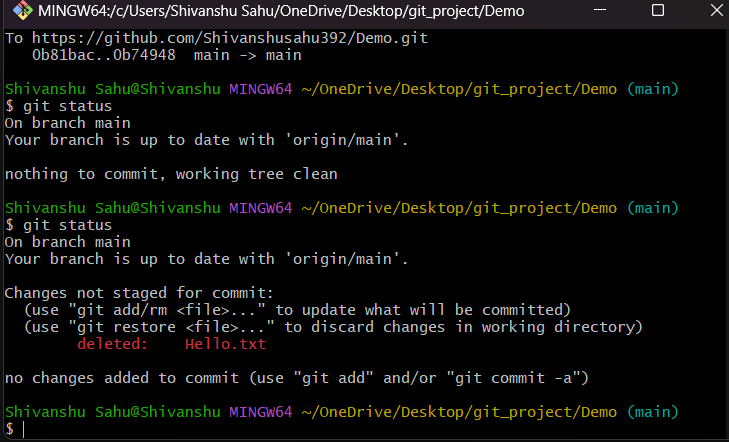 MINGW64:/c/Users/Shivanshu Sahu/OneDrive/Desktop/git_project/Demo
To https://github.com/Shivanshusahu392/Demo.git
   0b81bac..0b74948  main -> main
Shivanshu Sahu@Shivanshu MINGW64 ~/OneDrive/Desktop/git_project/Demo (main)
$ git status
On branch main
Your branch is up to date with 'origin/main'.
nothing to commit, working tree clean
Shivanshu Sahu@Shivanshu MINGW64 ~/OneDrive/Desktop/git_project/Demo (main)
$ git status
On branch main
Your branch is up to date with 'origin/main'.
Changes not staged for commit:
  (use "git add/rm <file>..." to update what will be committed)
  (use "git restore <file>..." to discard changes in working directory)
        deleted:    Hello.txt
no changes added to commit (use "git add" and/or "git commit -a")
Shivanshu Sahu@Shivanshu MINGW64 ~/OneDrive/Desktop/git_project/Demo (main)
$